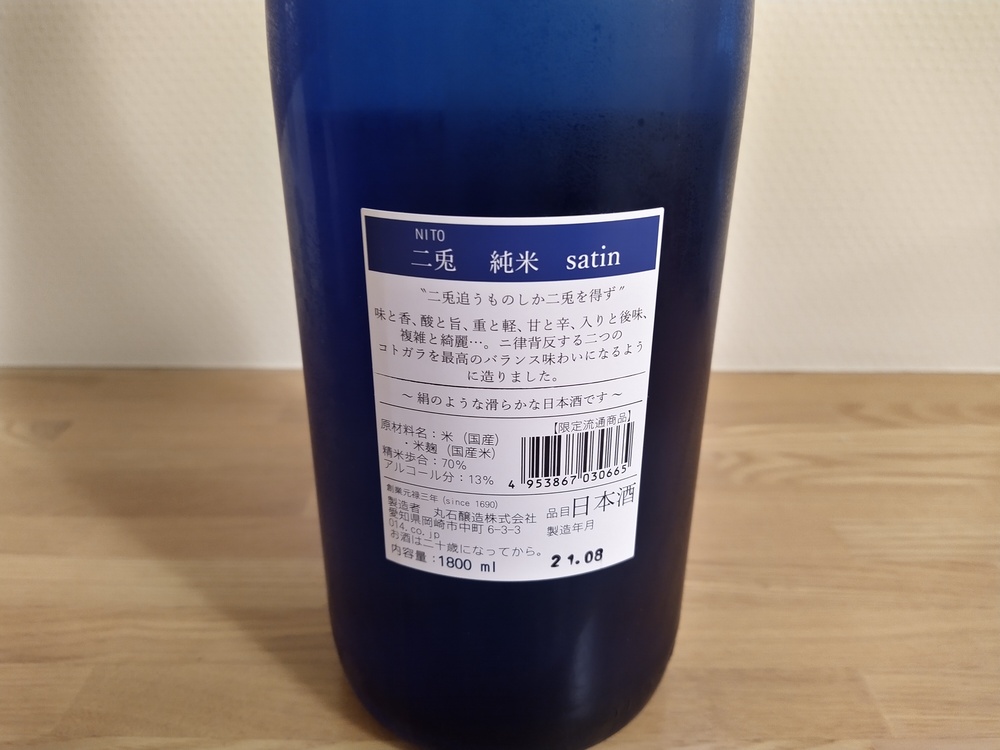 NITO
二兎 純米 satin
〝二兎追うものしか二兎を得ず〟
味と香、酸と旨、重と軽、甘と辛、入りと後味、
複雑と綺麗…。二律背反する二つの
コトガラを最高のバランス味わいになるよう
に造りました。
～ 絹のような滑らかな日本酒です ～
【限定流通商品】
原材料名：米（国産）
・米麹（国産米）
精米歩合：70%
アルコール分：13%
4 953867 030665
創業元禄三年（since 1690）
製造者 丸石醸造株式会社
愛知県岡崎市中町 6-3-3
014.co.jp
お酒は二十歳になってから。
内容量：1800 ml
品目 日本酒
製造年月
21.08